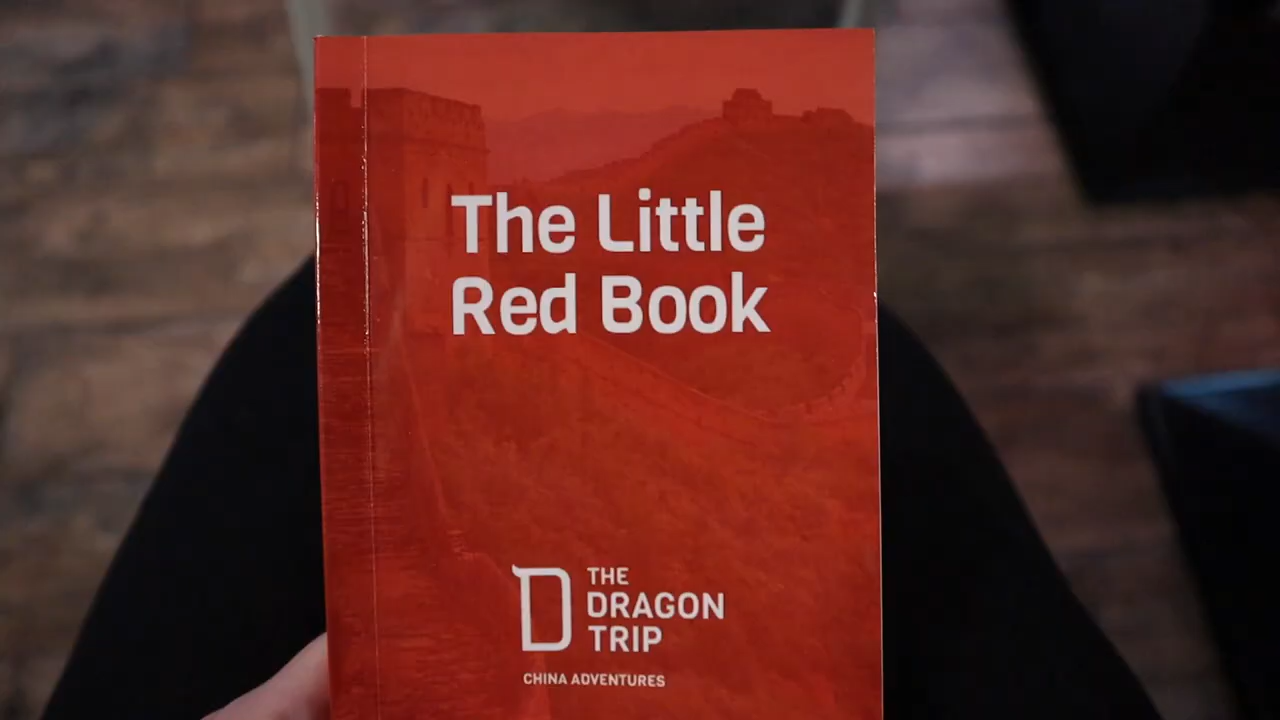 The Little
Red Book
THE
DRAGON
TRIP
CHINA ADVENTURES